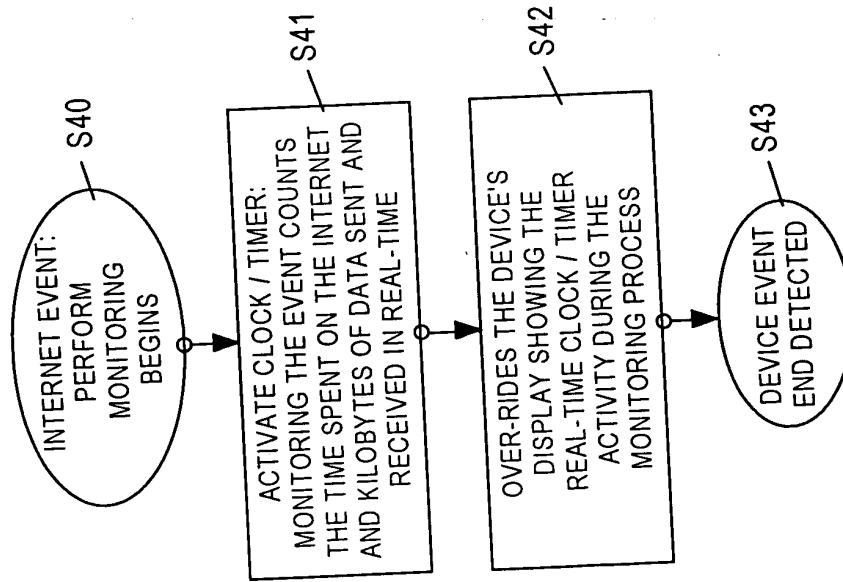 INTERNET EVENT:
PERFORM
MONITORING
BEGINS
S40
ACTIVATE CLOCK / TIMER:
MONITORING THE EVENT COUNTS
THE TIME SPENT ON THE INTERNET
AND KILOBYTES OF DATA SENT AND
RECEIVED IN REAL-TIME
S41
OVER-RIDES THE DEVICE'S
DISPLAY SHOWING THE
REAL-TIME CLOCK / TIMER
ACTIVITY DURING THE
MONITORING PROCESS
S42
DEVICE EVENT
END DETECTED
S43